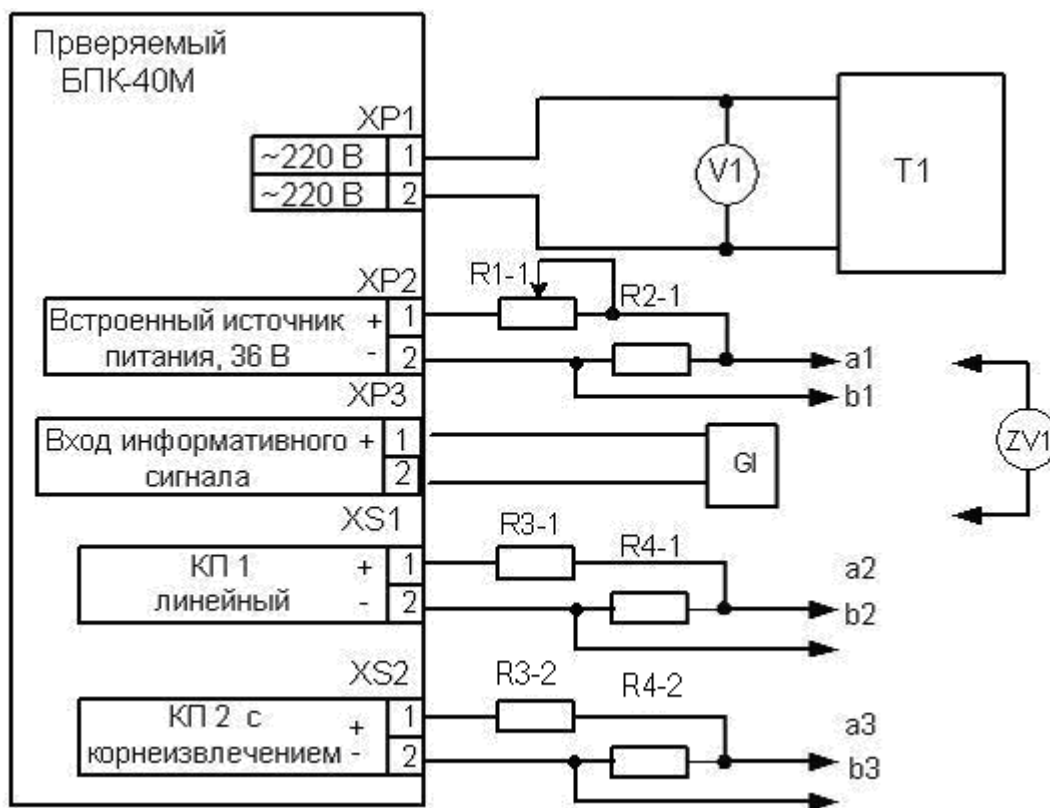 Прверяемый
БПК-40М
XP1
~220 В 1
~220 В 2
V1
T1
XP2
R1-1
R2-1
Встроенный источник + 1
питания, 36 В - 2
a1
b1
XP3
Вход информативного + 1
сигнала 2
GI
ZV1
XS1
R3-1
R4-1
КП 1 + 1
линейный - 2
a2
b2
XS2
R3-2
R4-2
КП 2 с + 1
корнеизвлечением - 2
a3
b3